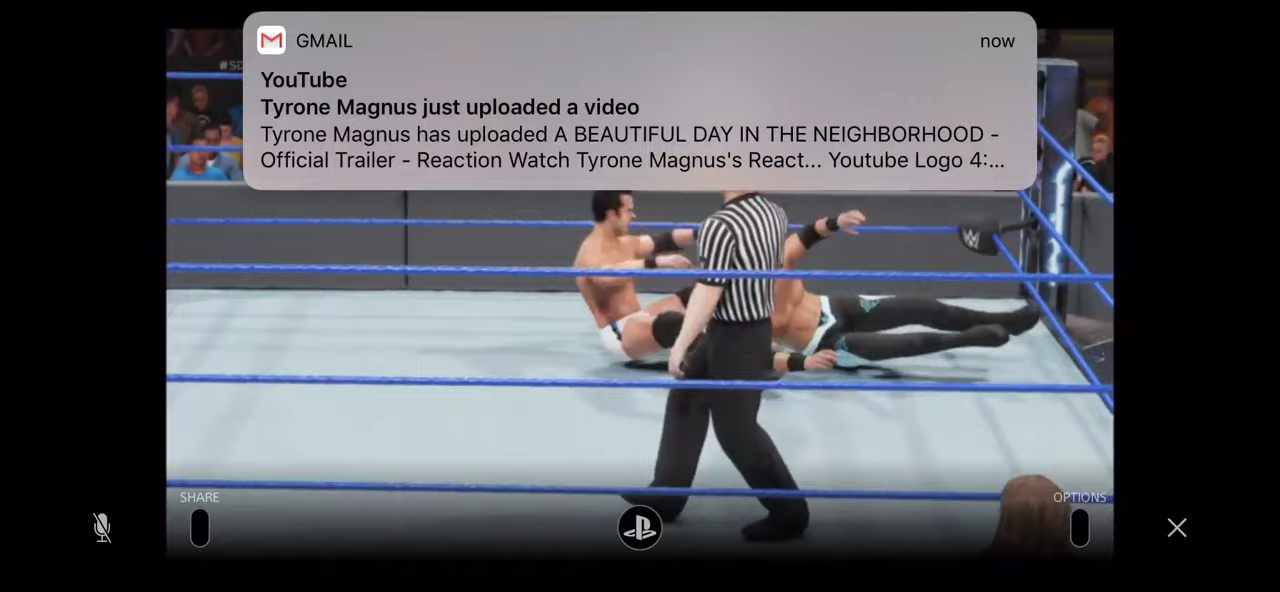 GMAIL
now
YouTube
Tyrone Magnus just uploaded a video
Tyrone Magnus has uploaded A BEAUTIFUL DAY IN THE NEIGHBORHOOD -
Official Trailer - Reaction Watch Tyrone Magnus's React... Youtube Logo 4:...
#SD
W
SHARE
OPTIONS